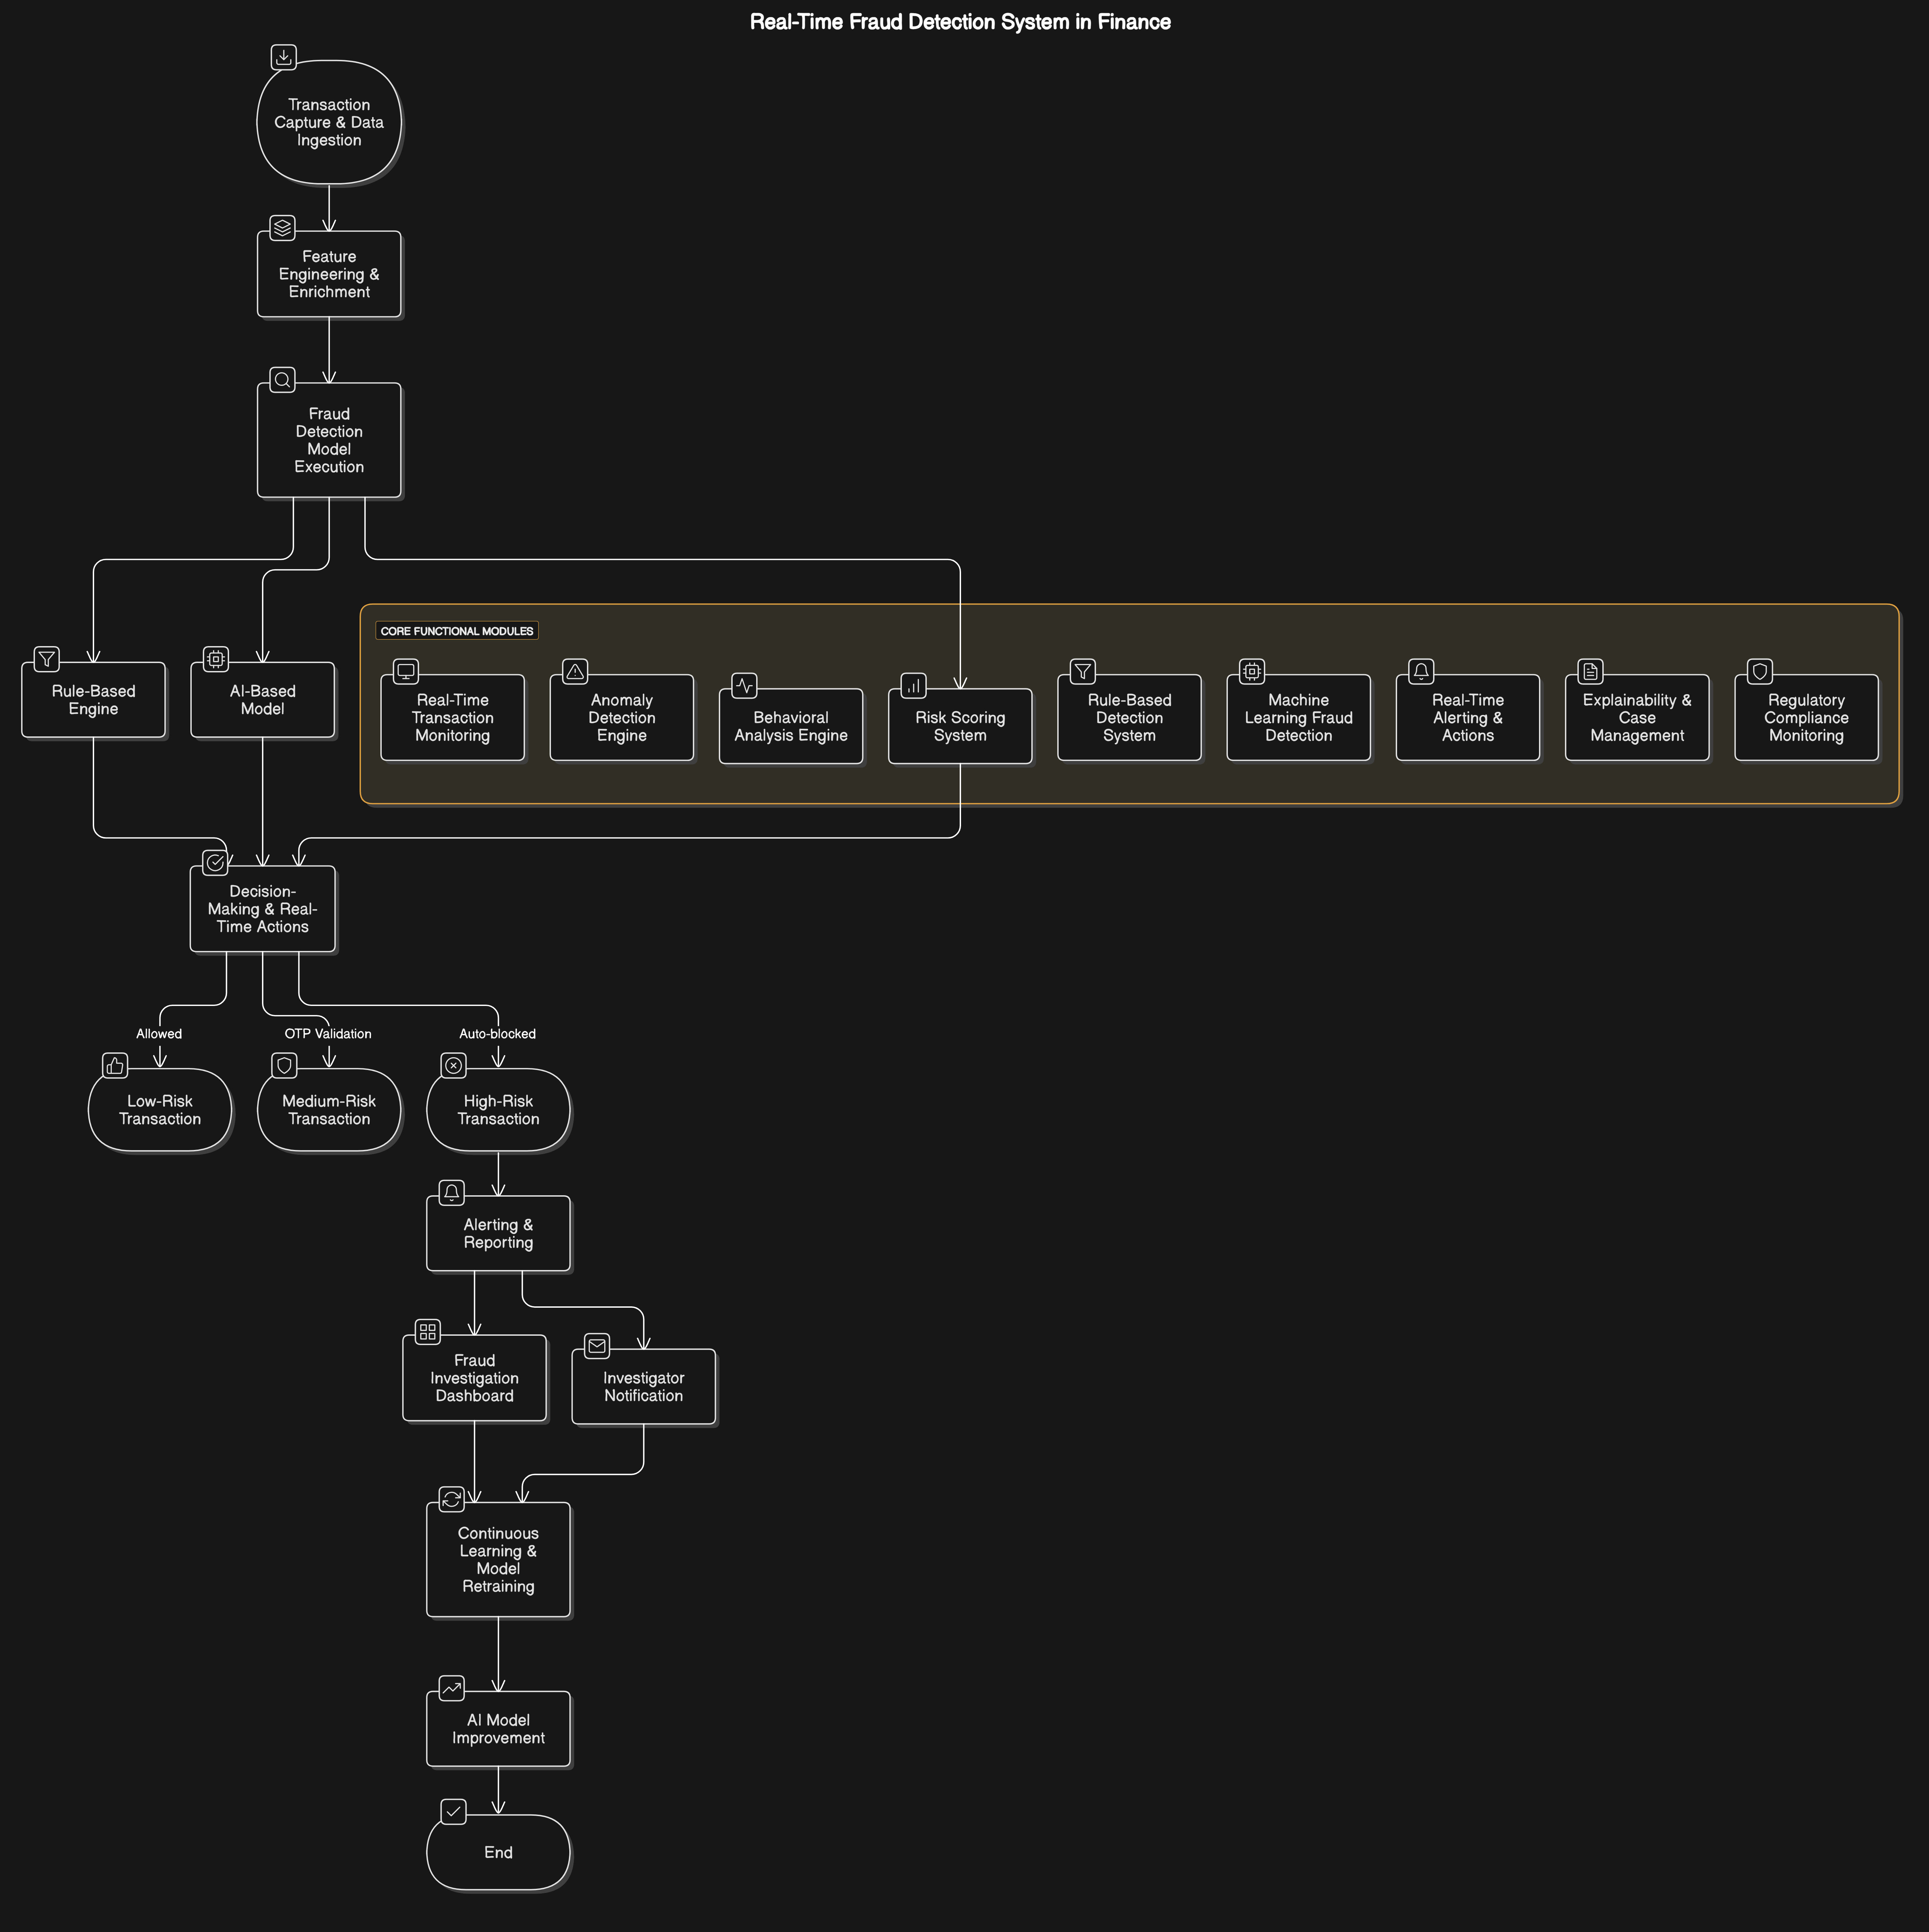 Real-Time Fraud Detection System in Finance
Transaction
Capture & Data
Ingestion
Feature
Engineering &
Enrichment
Fraud
Detection
Model
Execution
CORE FUNCTIONAL MODULES
Rule-Based
Engine
AI-Based
Model
Real-Time
Transaction
Monitoring
Anomaly
Detection
Engine
Behavioral
Analysis Engine
Risk Scoring
System
Rule-Based
Detection
System
Machine
Learning Fraud
Detection
Real-Time
Alerting &
Actions
Explainability &
Case
Management
Regulatory
Compliance
Monitoring
Decision-
Making & Real-
Time Actions
Allowed
OTP Validation
Auto-blocked
Low-Risk
Transaction
Medium-Risk
Transaction
High-Risk
Transaction
Alerting &
Reporting
Fraud
Investigation
Dashboard
Investigator
Notification
Continuous
Learning &
Model
Retraining
AI Model
Improvement
End